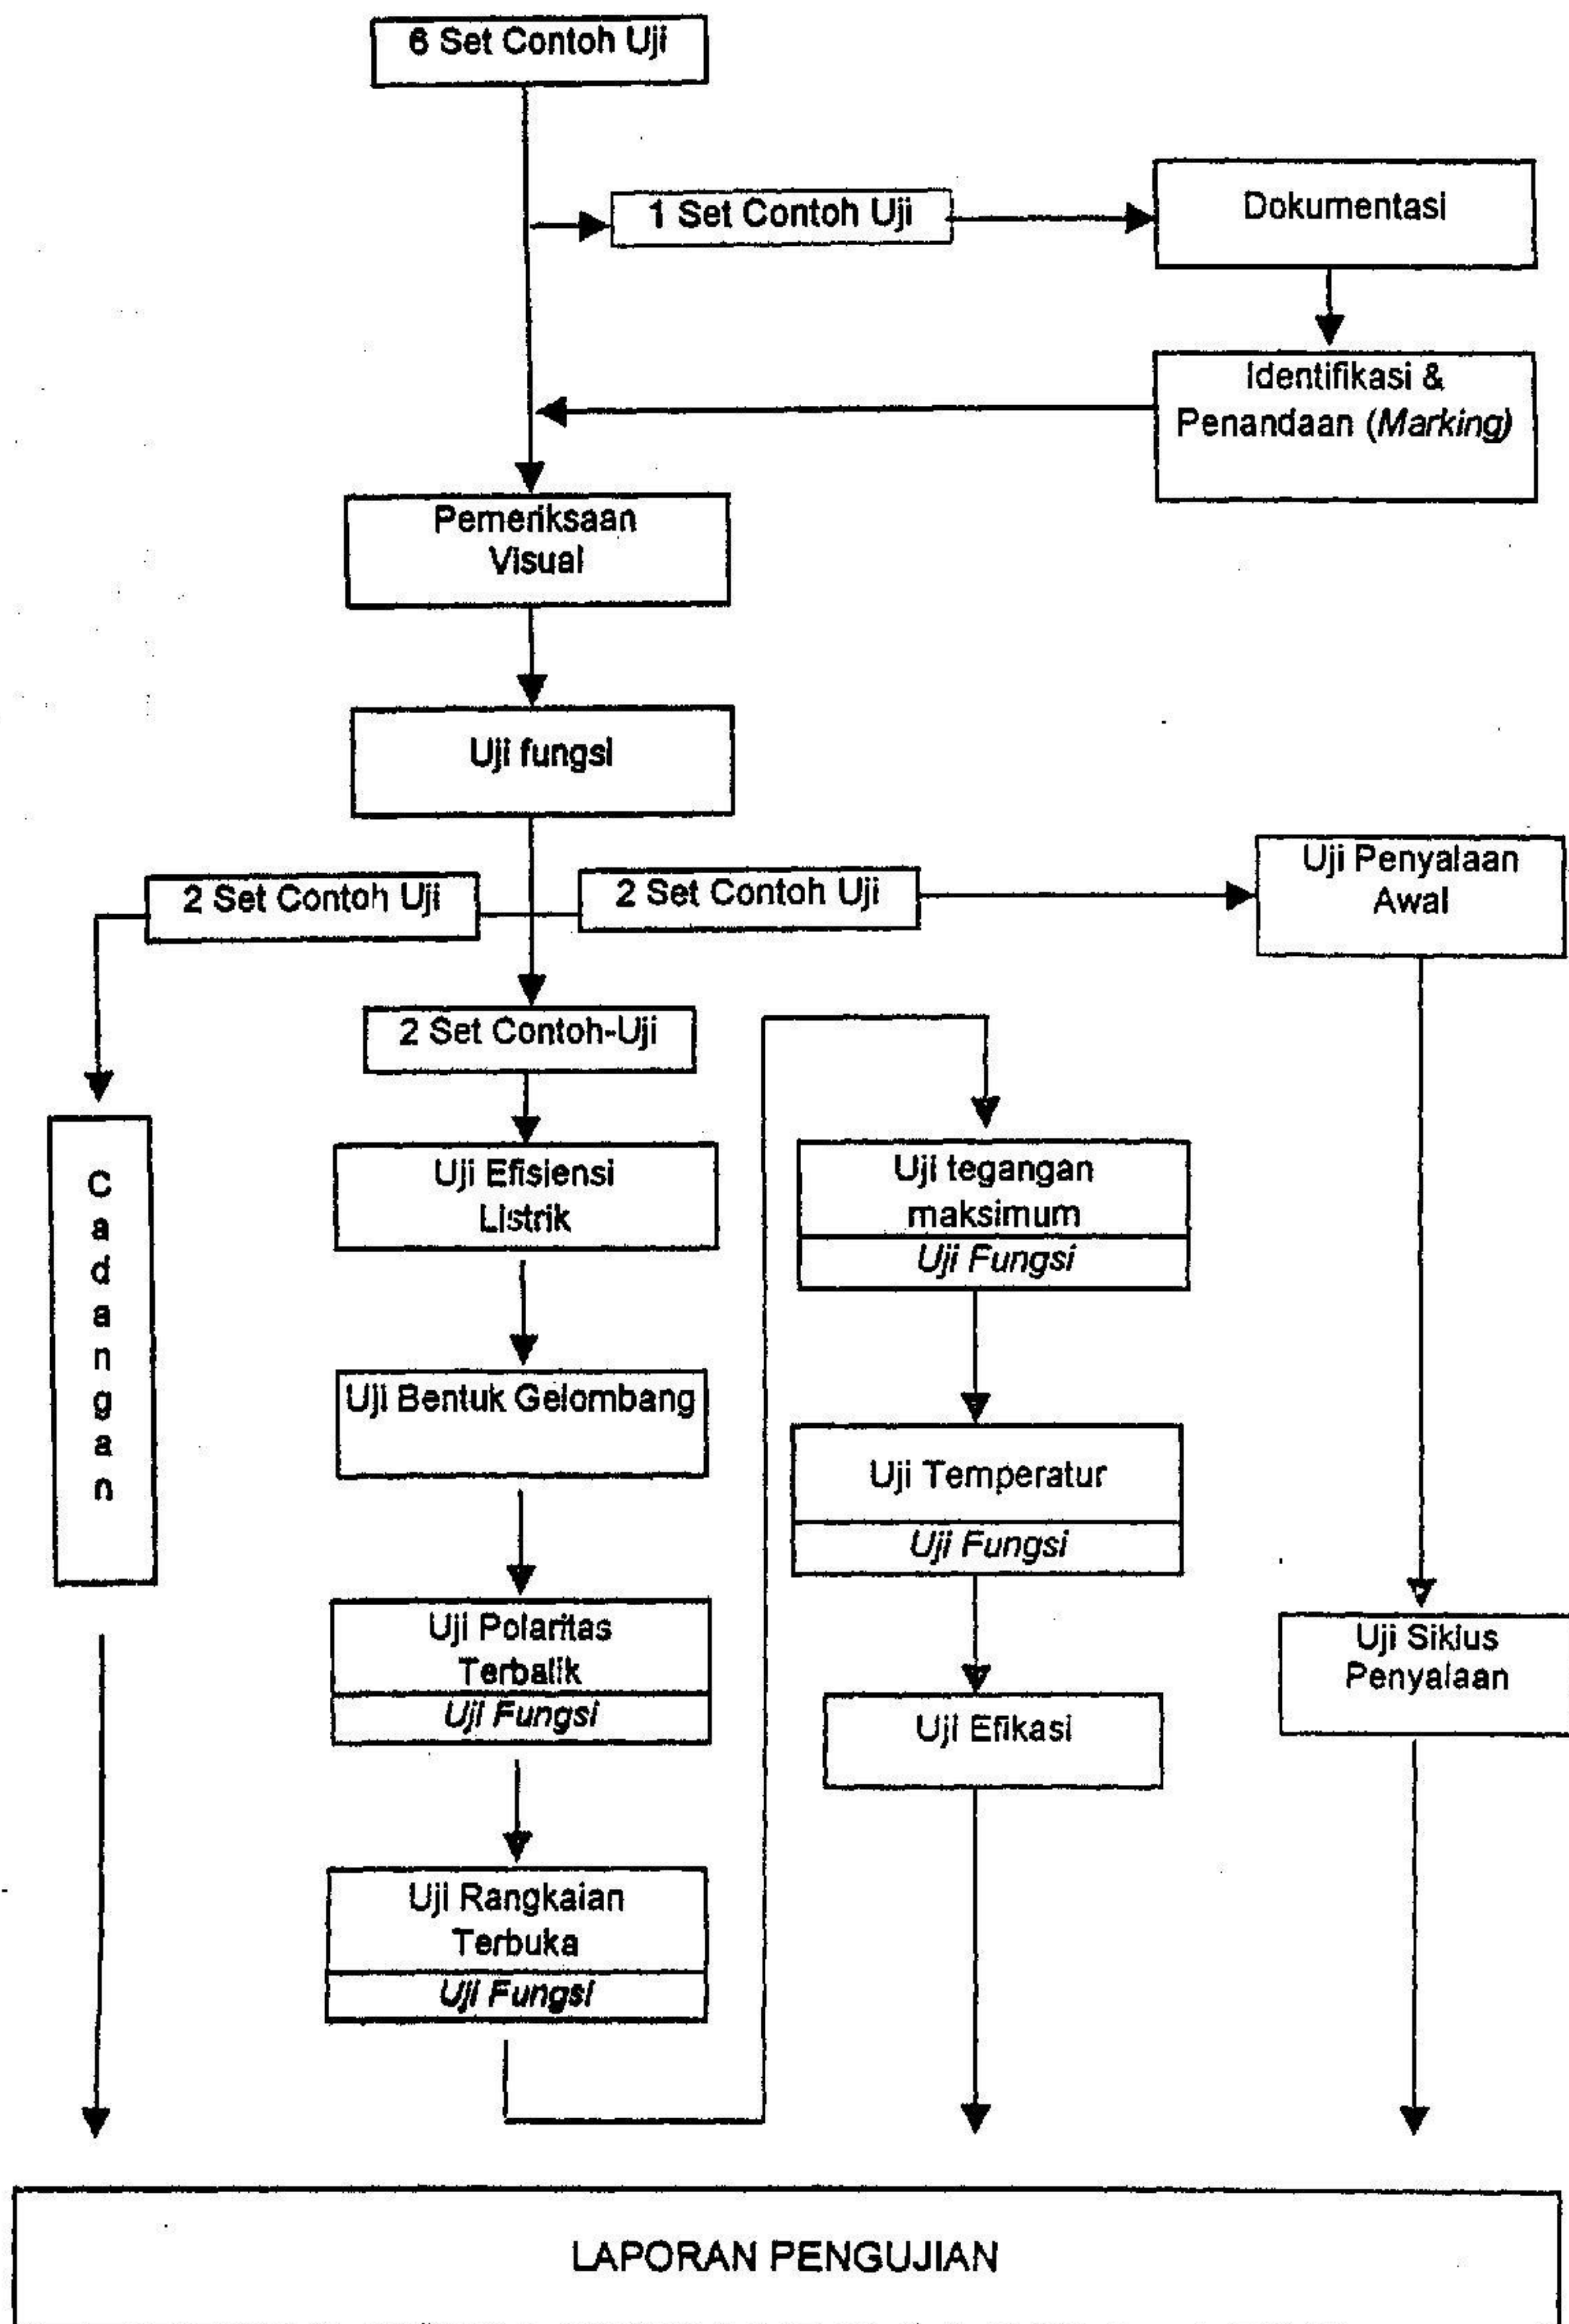 6 Set Contoh Uji
1 Set Contoh Uji
Dokumentasi
Identifikasi &
Penandaan (Marking)
Pemeriksaan
Visual
Uji fungsi
2 Set Contoh Uji
2 Set Contoh Uji
Uji Penyalaan
Awal
2 Set Contoh-Uji
Cadangan
Uji Efisiensi
Listrik
Uji Bentuk Gelombang
Uji Polaritas
Terbalik
Uji Fungsi
Uji Rangkaian
Terbuka
Uji Fungsi
Uji tegangan
maksimum
Uji Fungsi
Uji Temperatur
Uji Fungsi
Uji Efikasi
Uji Siklus
Penyalaan
LAPORAN PENGUJIAN